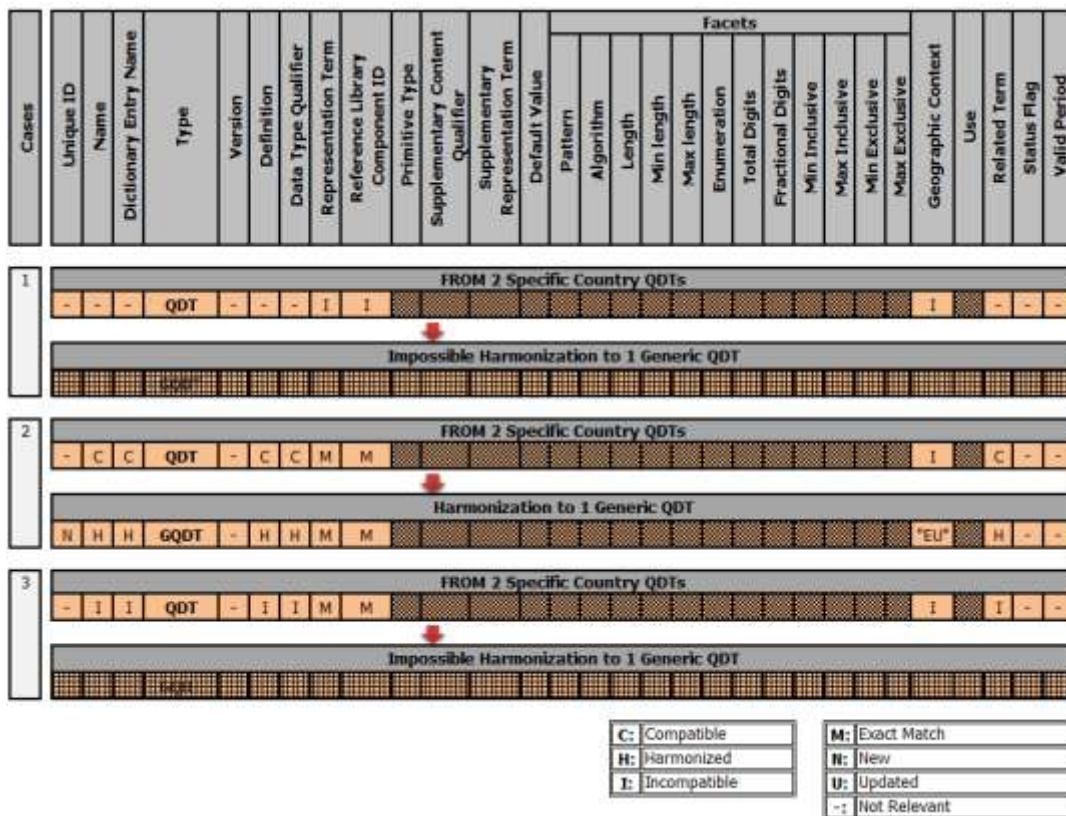 Facets
Cases
Unique ID
Name
Dictionary Entry Name
Type
Version
Definition
Data Type Qualifier
Representation Term
Reference Library
Component ID
Primitive Type
Supplementary Content
Qualifier
Supplementary
Representation Term
Default Value
Pattern
Algorithm
Length
Min length
Max length
Enumeration
Total Digits
Fractional Digits
Min Inclusive
Max Inclusive
Min Exclusive
Max Exclusive
Geographic Context
Use
Related Term
Status Flag
Valid Period
1
FROM 2 Specific Country QDTs
- - - QDT - - - I I I - - -
Impossible Harmonization to 1 Generic QDT
2
FROM 2 Specific Country QDTs
- C C QDT - C C M M I C - -
Harmonization to 1 Generic QDT
N H H GQDT - H H M M "EU" H - -
3
FROM 2 Specific Country QDTs
- I I QDT - I I M M I I - -
Impossible Harmonization to 1 Generic QDT
C: Compatible
H: Harmonized
I: Incompatible
M: Exact Match
N: New
U: Updated
-: Not Relevant